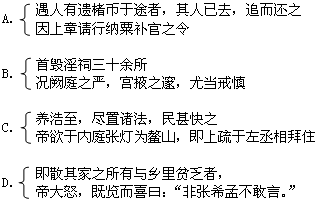 A. 遇人有遗楮币于途者，其人已去，追而还之
因上章请行纳粟补官之令
B. 首毁淫祠三十余所
况阙庭之严，宫掖之邃，尤当戒慎
C. 养浩至，尽置诸法，民甚快之
帝欲于内庭张灯为鳌山，即上疏于左丞相拜住
D. 即散其家之所有与乡里贫乏者，
帝大怒，既览而喜曰：“非张希孟不敢言。”